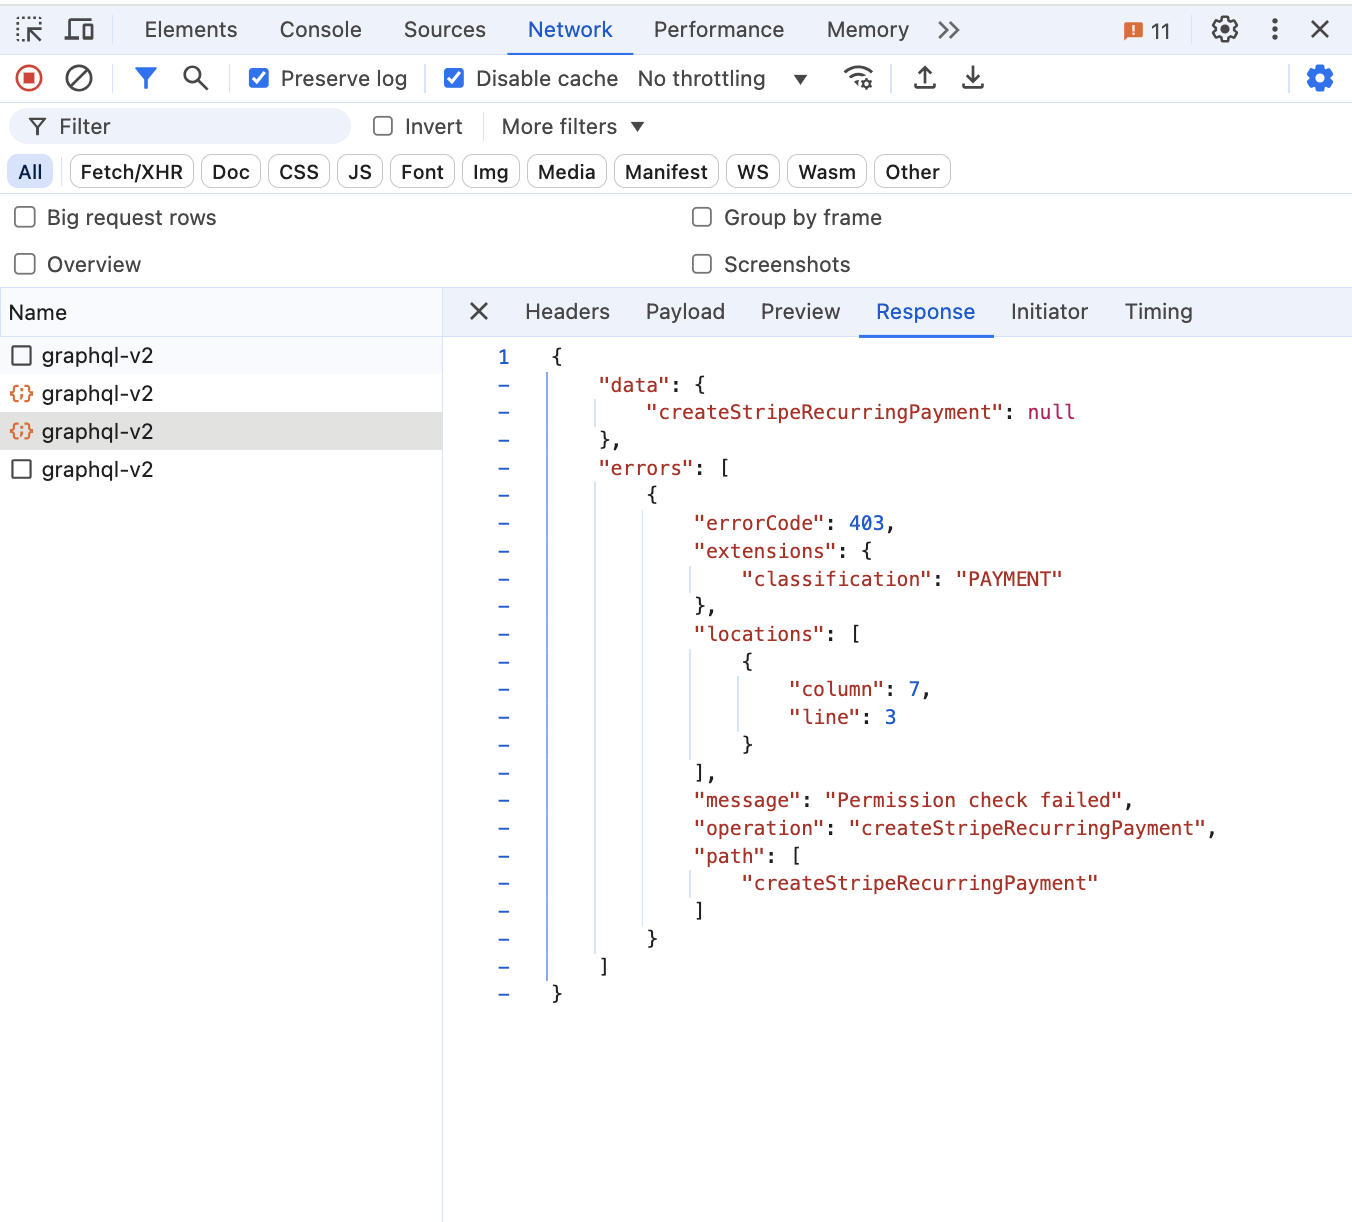 Elements Console Sources Network Performance Memory 11
Preserve log Disable cache No throttling
Filter Invert More filters
All Fetch/XHR Doc CSS JS Font Img Media Manifest WS Wasm Other
Big request rows Group by frame
Overview Screenshots
Name
Headers Payload Preview Response Initiator Timing
graphql-v2
graphql-v2
graphql-v2
graphql-v2
1 {
- "data": {
- "createStripeRecurringPayment": null
- },
- "errors": [
- {
- "errorCode": 403,
- "extensions": {
- "classification": "PAYMENT"
- },
- "locations": [
- {
- "column": 7,
- "line": 3
- }
- ],
- "message": "Permission check failed",
- "operation": "createStripeRecurringPayment",
- "path": [
- "createStripeRecurringPayment"
- ]
- }
- ]
- }